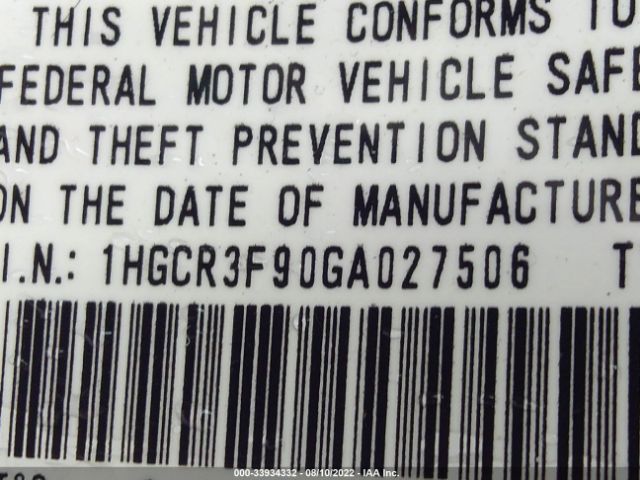 THIS VEHICLE CONFORMS TO
FEDERAL MOTOR VEHICLE SAFE
AND THEFT PREVENTION STAND
ON THE DATE OF MANUFACTURE
I.N.: 1HGCR3F90GA027506 T
000-33934332 - 08/10/2022 - IAA Inc.